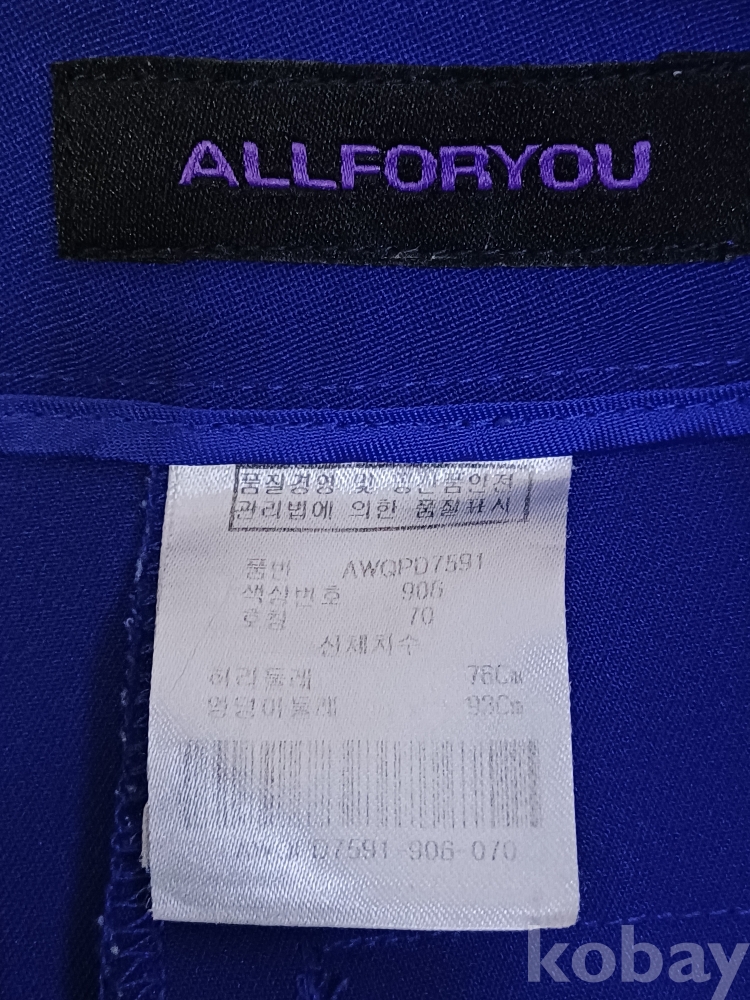 ALLFORYOU
품질경영 및 공산품안전
관리법에 의한 품질표시
품번 AWQPD7591
색상번호 906
호칭 70
신체치수
허리둘레 76Cm
엉덩이둘레 93Cm
AWQPD7591-906-070
kobay